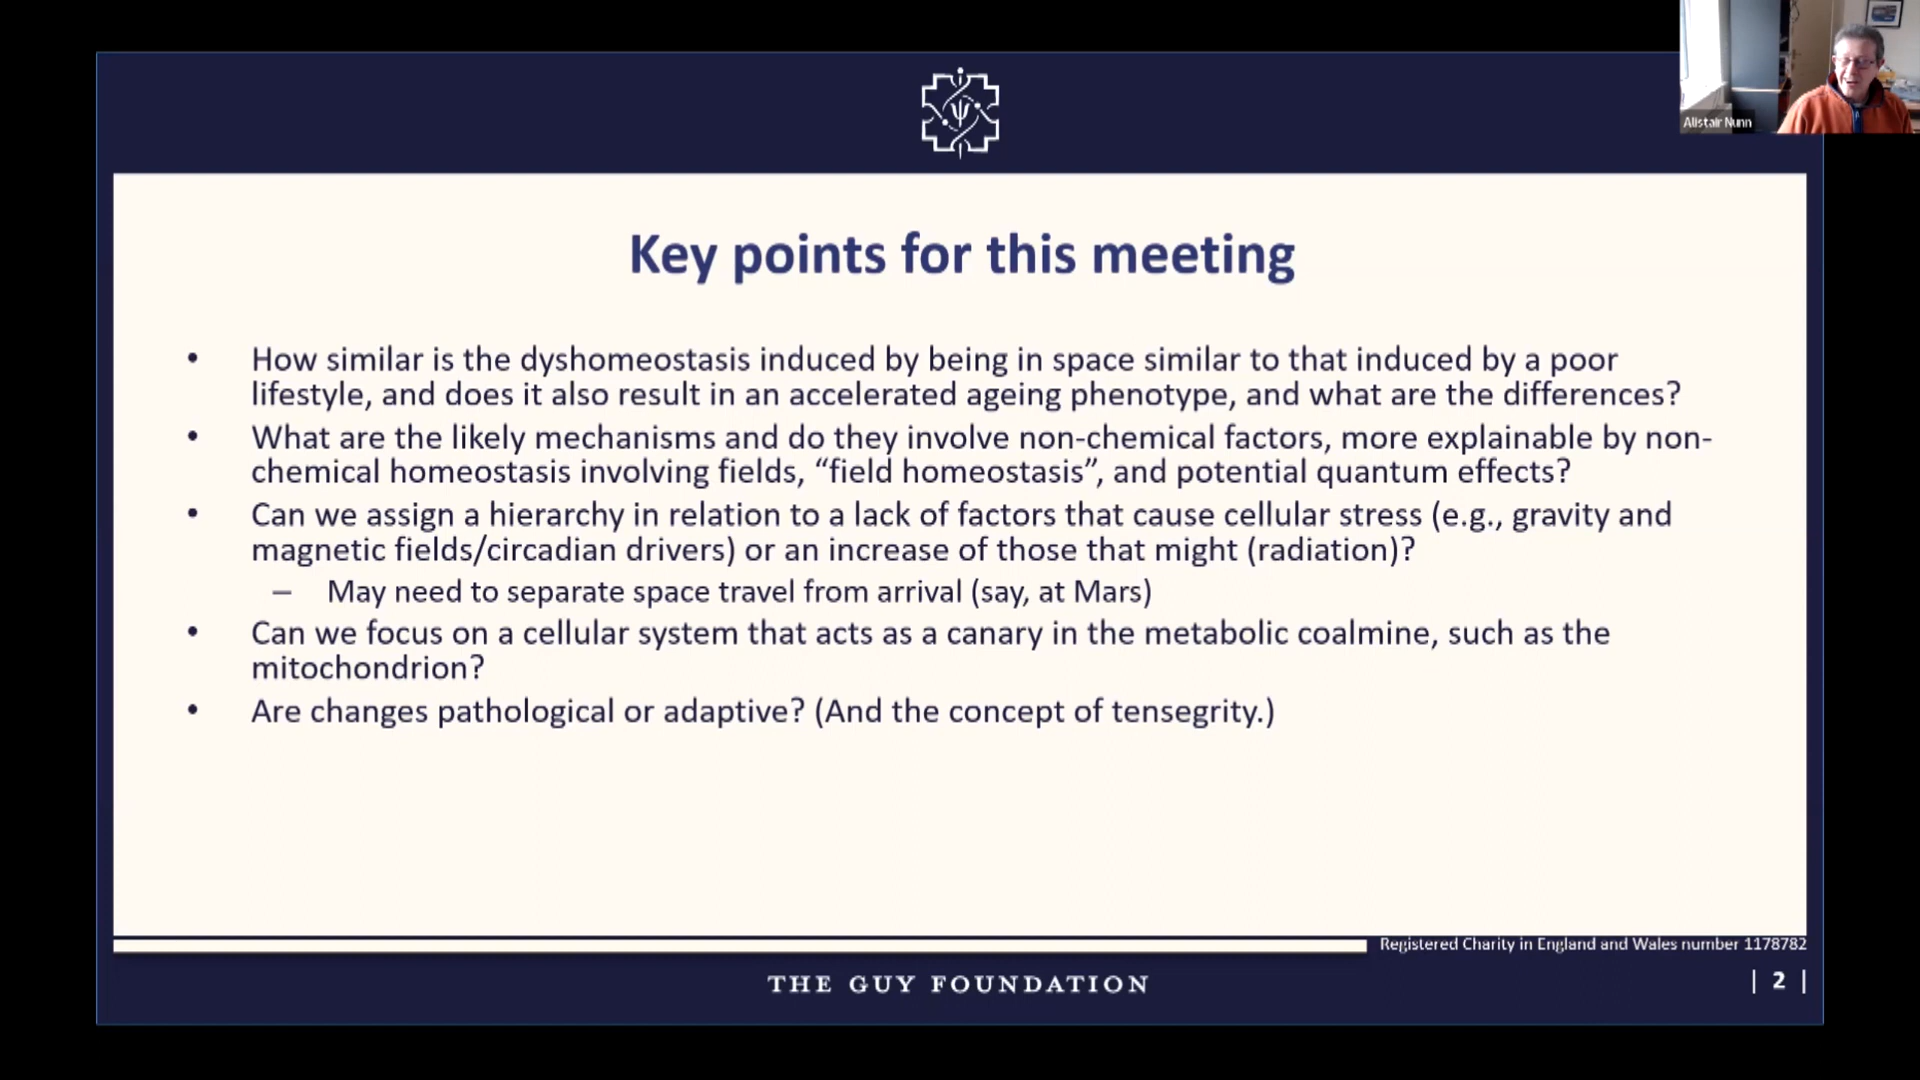 Alistair Nunn
Key points for this meeting
• How similar is the dyshomeostasis induced by being in space similar to that induced by a poor
lifestyle, and does it also result in an accelerated ageing phenotype, and what are the differences?
• What are the likely mechanisms and do they involve non-chemical factors, more explainable by non-
chemical homeostasis involving fields, “field homeostasis”, and potential quantum effects?
• Can we assign a hierarchy in relation to a lack of factors that cause cellular stress (e.g., gravity and
magnetic fields/circadian drivers) or an increase of those that might (radiation)?
– May need to separate space travel from arrival (say, at Mars)
• Can we focus on a cellular system that acts as a canary in the metabolic coalmine, such as the
mitochondrion?
• Are changes pathological or adaptive? (And the concept of tensegrity.)
Registered Charity in England and Wales number 1178782
THE GUY FOUNDATION
| 2 |